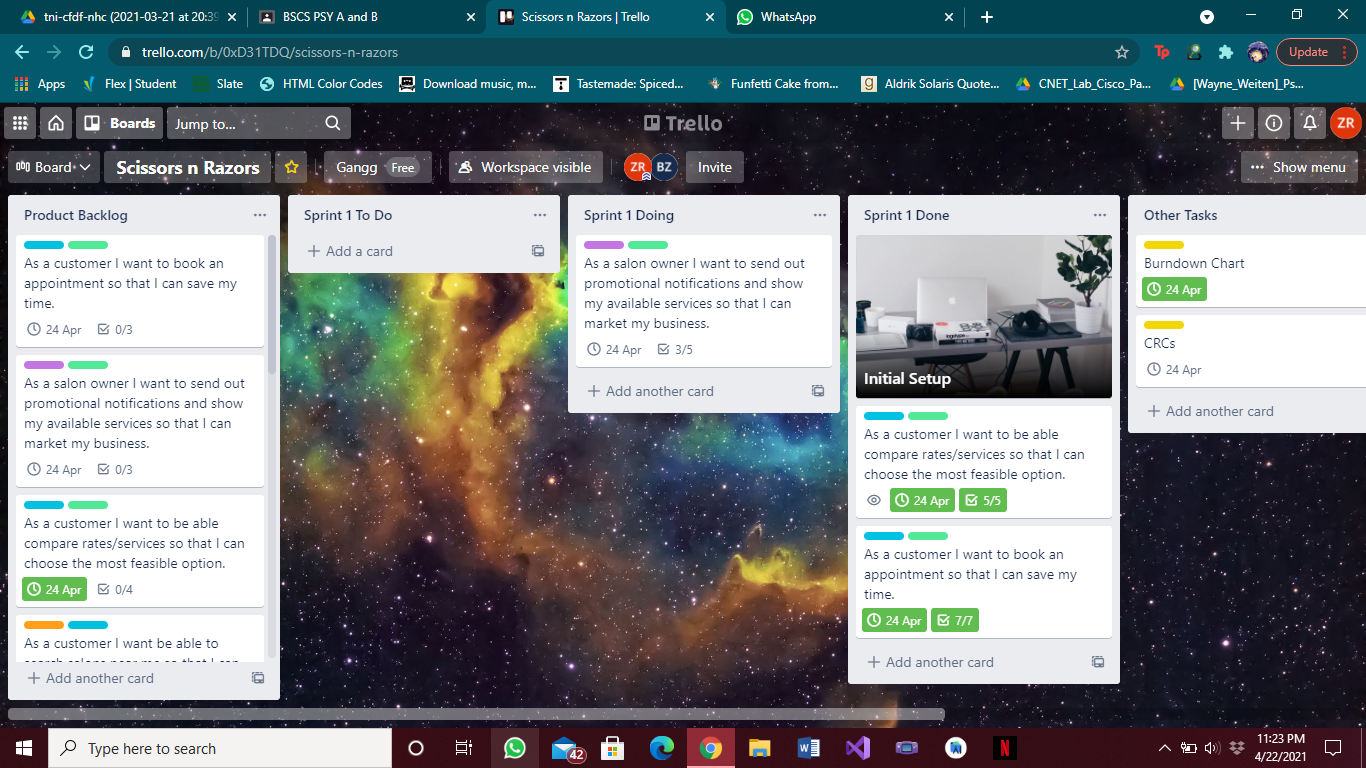 tni-cfdf-nhc (2021-03-21 at 20:39
BSCS PSY A and B
Scissors n Razors | Trello
WhatsApp
trello.com/b/0xD31TDQ/scissors-n-razors
Update
Apps
Flex | Student
Slate
HTML Color Codes
Download music, m...
Tastemade: Spiced...
Funfetti Cake from...
Aldrik Solaris Quote...
CNET_Lab_Cisco_Pa...
[Wayne_Weiten]_Ps...
Boards
Jump to...
Trello
ZR
Board
Scissors n Razors
Gangg Free
Workspace visible
ZR
BZ
Invite
Show menu
Product Backlog
As a customer I want to book an
appointment so that I can save my
time.
24 Apr 0/3
As a salon owner I want to send out
promotional notifications and show
my available services so that I can
market my business.
24 Apr 0/3
As a customer I want to be able
compare rates/services so that I can
choose the most feasible option.
24 Apr 0/4
As a customer I want be able to
search salons near me so that I can
Add another card
Sprint 1 To Do
Add a card
Sprint 1 Doing
As a salon owner I want to send out
promotional notifications and show
my available services so that I can
market my business.
24 Apr 3/5
Add another card
Sprint 1 Done
Initial Setup
As a customer I want to be able
compare rates/services so that I can
choose the most feasible option.
24 Apr 5/5
As a customer I want to book an
appointment so that I can save my
time.
24 Apr 7/7
Add another card
Other Tasks
Burndown Chart
24 Apr
CRCs
24 Apr
Add another card
Type here to search
42
11:23 PM
4/22/2021